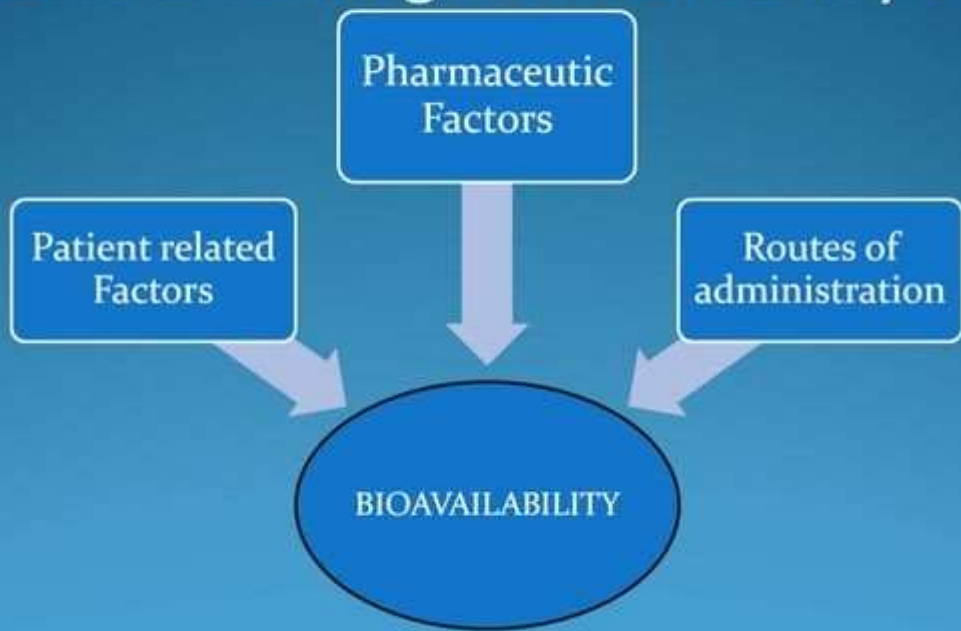 Pharmaceutic
Factors
Patient related
Factors
Routes of
administration
BIOAVAILABILITY